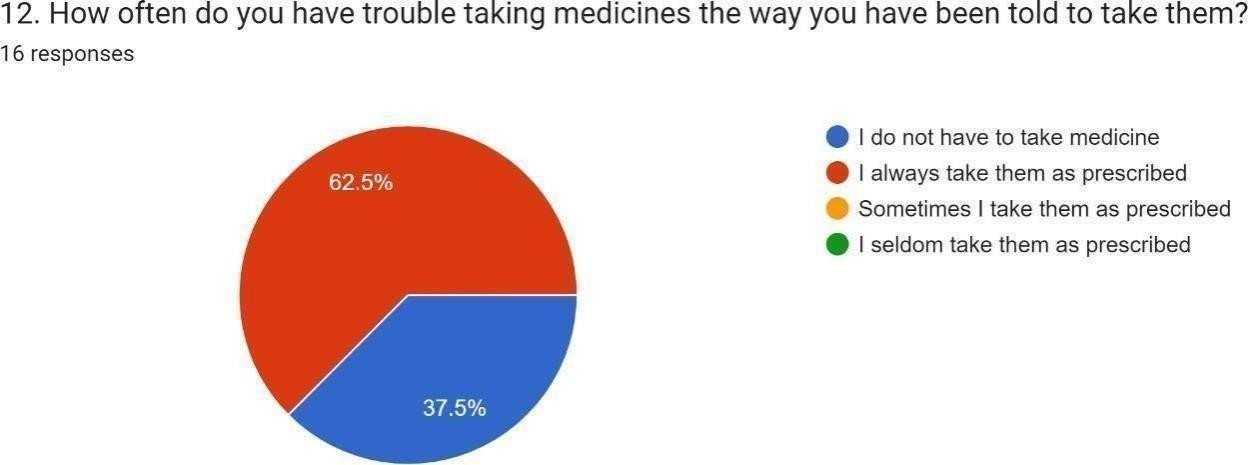 12. How often do you have trouble taking medicines the way you have been told to take them?
16 responses
62.5%
37.5%
I do not have to take medicine
I always take them as prescribed
Sometimes I take them as prescribed
I seldom take them as prescribed